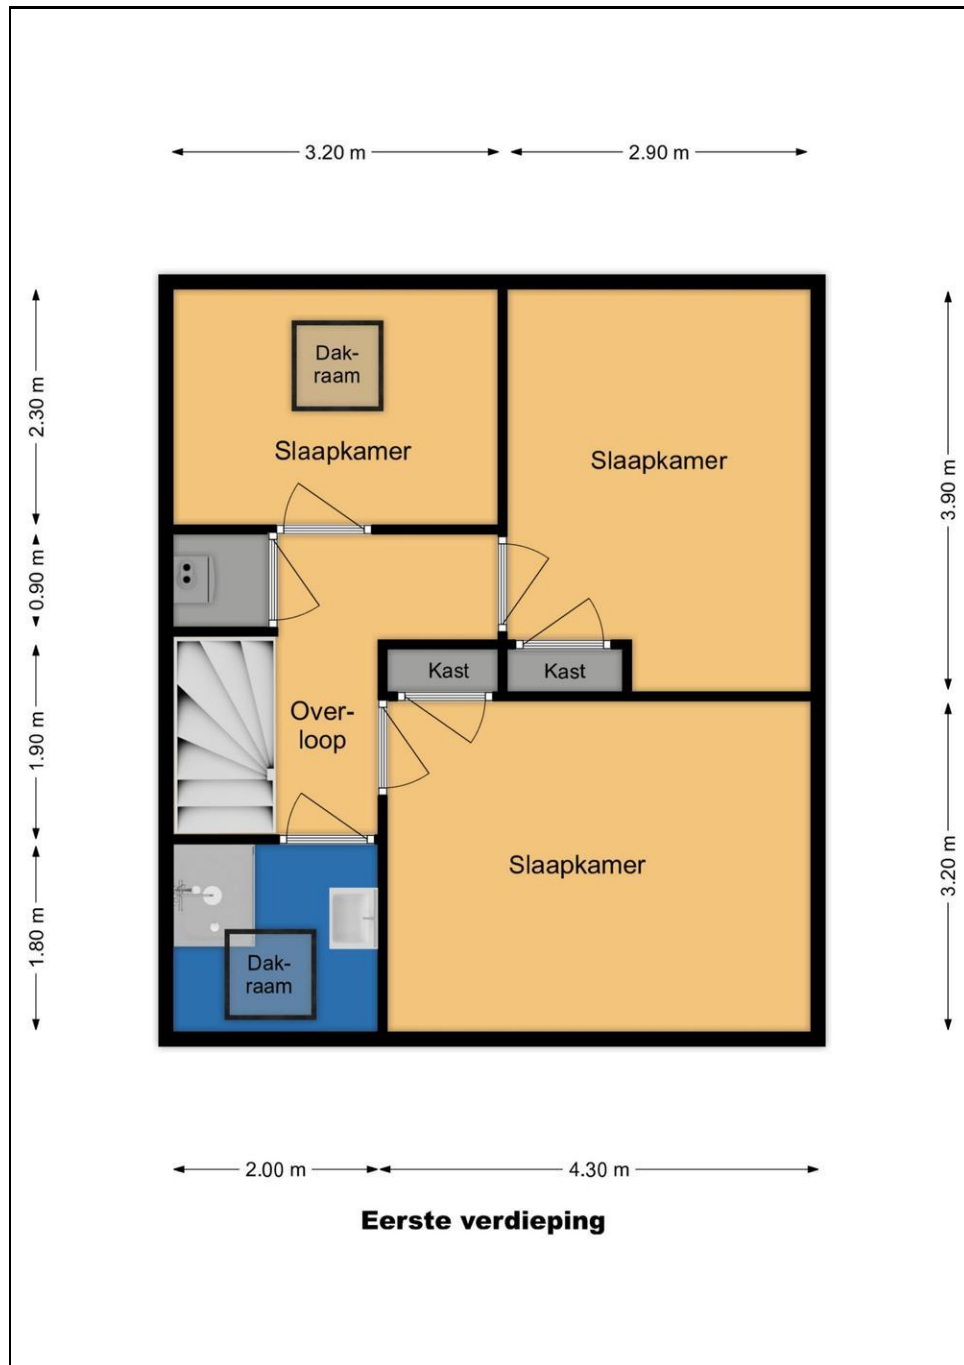 3.20 m
2.90 m
Dak-
raam
Slaapkamer
Slaapkamer
2.30 m
3.90 m
0.90 m
Kast
Kast
Over-
loop
1.90 m
Slaapkamer
3.20 m
1.80 m
Dak-
raam
2.00 m
4.30 m
Eerste verdieping